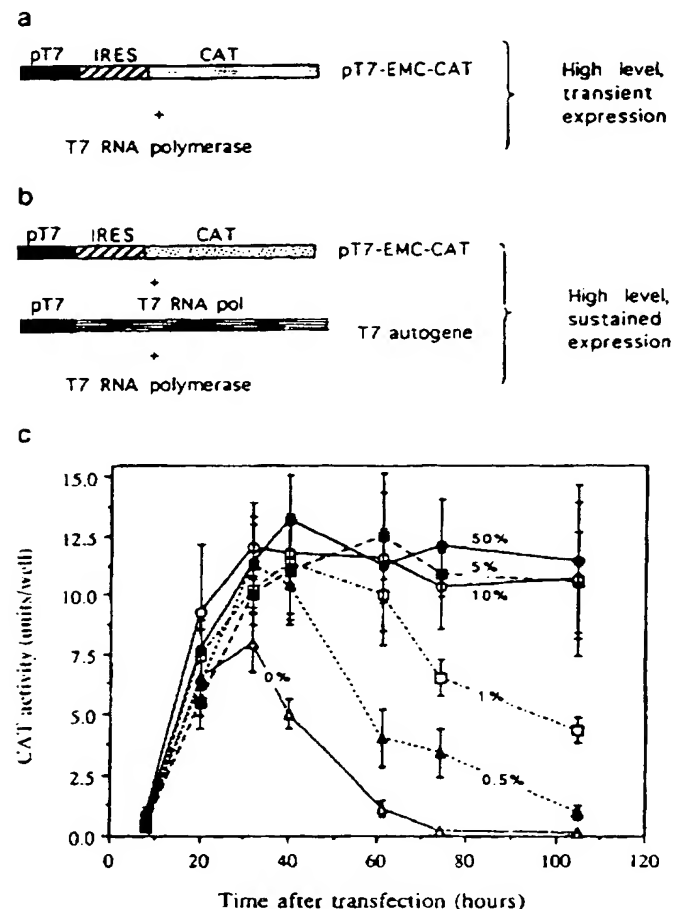 a
pT7 IRES CAT
pT7-EMC-CAT
+
T7 RNA polymerase
High level,
transient
expression
b
pT7 IRES CAT
pT7-EMC-CAT
+
pT7 T7 RNA pol
T7 autogene
+
T7 RNA polymerase
High level,
sustained
expression
c
CAT activity (units/well)
15.0
12.5
10.0
7.5
5.0
2.5
0.0
50%
5%
10%
0%
1%
0.5%
0 20 40 60 80 100 120
Time after transfection (hours)